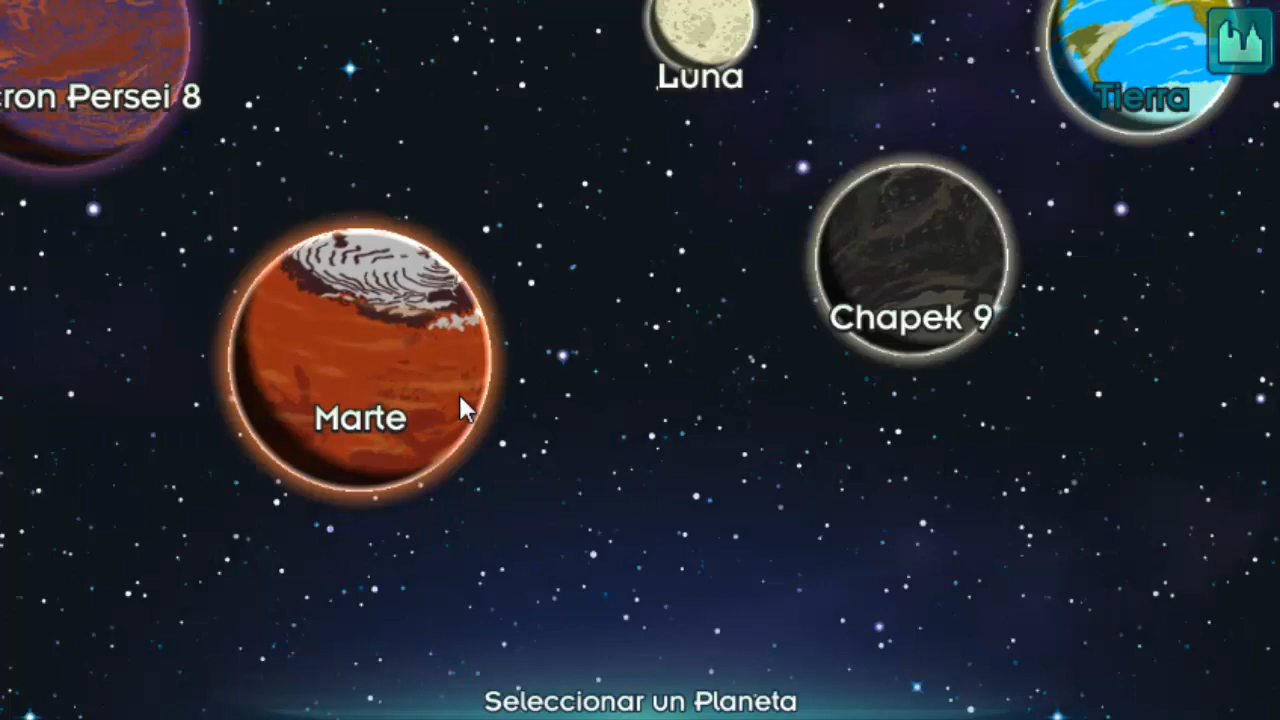 Luna
cron Persei 8
Tierra
Chapek 9
Marte
Seleccionar un Planeta